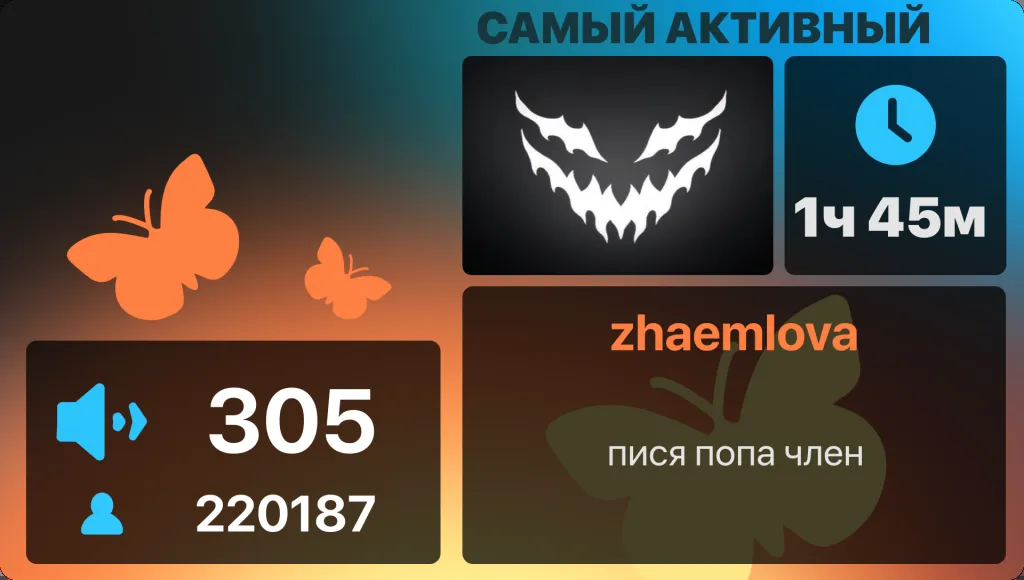 САМЫЙ АКТИВНЫЙ
1ч 45м
zhaemlova
пися попа член
305
220187